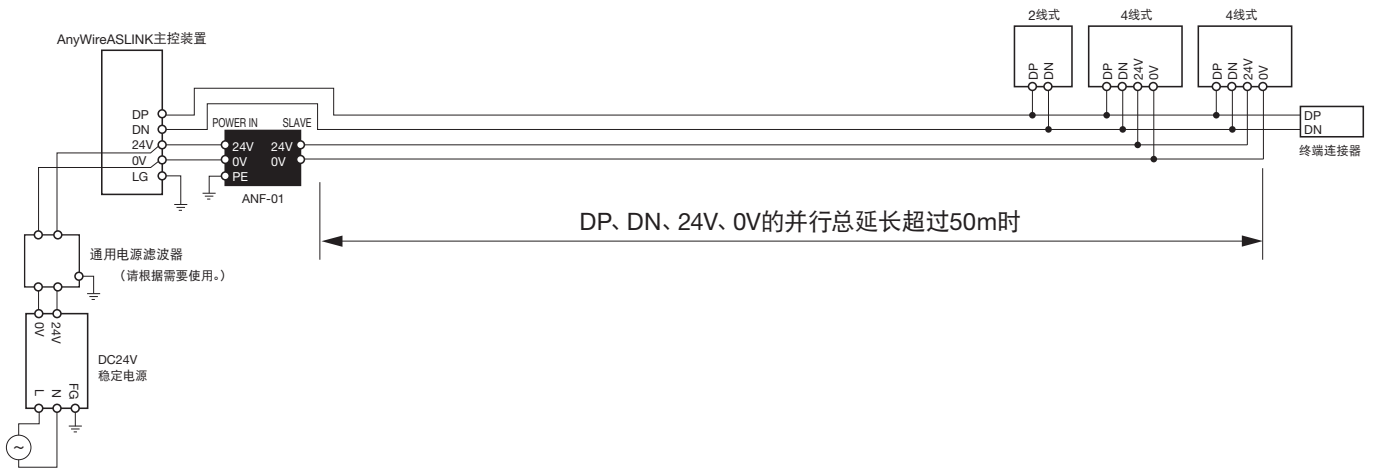 2线式
4线式
4线式
AnyWireASLINK主控装置
DP
DN
24V
0V
DP
DN
24V
0V
DP
DN
DP
DN
24V
0V
LG
POWER IN
SLAVE
24V
0V
PE
24V
0V
ANF-01
DP
DN
终端连接器
DP、DN、24V、0V的并行总延长超过50m时
通用电源滤波器
（请根据需要使用。）
0V
24V
DC24V
稳定电源
L
N
FG
~